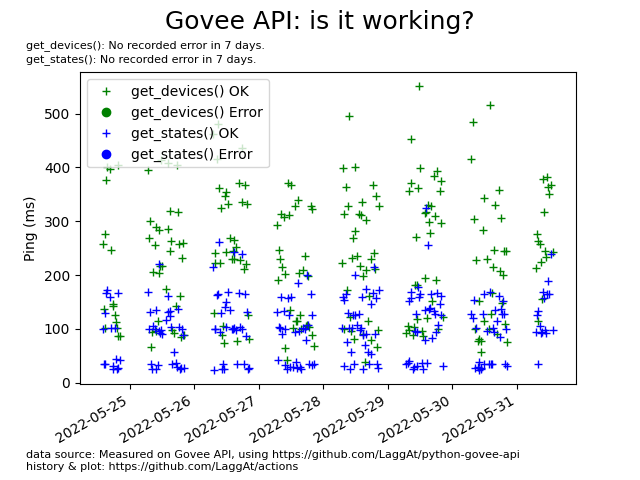 Govee API: is it working?
get_devices(): No recorded error in 7 days.
get_states(): No recorded error in 7 days.
get_devices() OK
get_devices() Error
get_states() OK
get_states() Error
Ping (ms)
500
400
300
200
100
0
2022-05-25
2022-05-26
2022-05-27
2022-05-28
2022-05-29
2022-05-30
2022-05-31
data source: Measured on Govee API, using https://github.com/LaggAt/python-govee-api
history & plot: https://github.com/LaggAt/actions